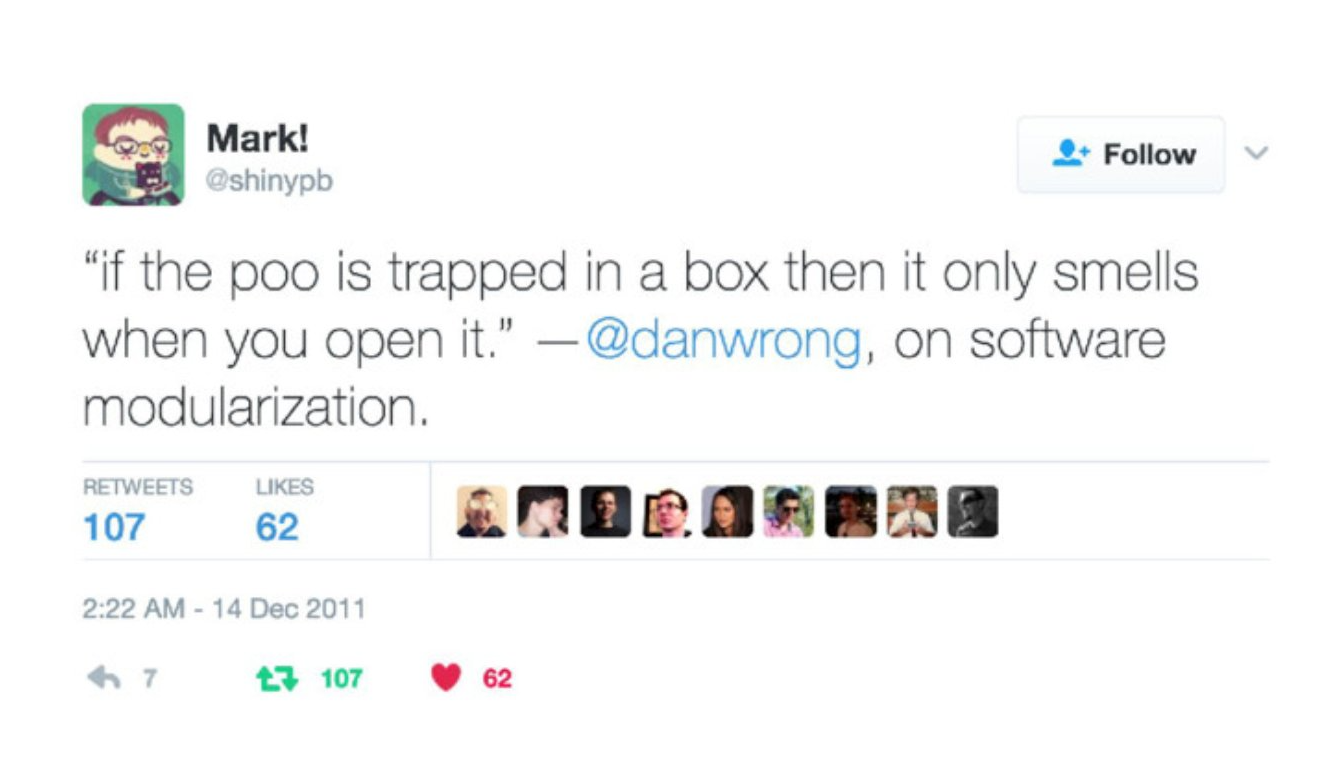 Mark!
@shinypb
Follow
“if the poo is trapped in a box then it only smells
when you open it.” —@danwrong, on software
modularization.
RETWEETS LIKES
107 62
2:22 AM - 14 Dec 2011
7 107 62